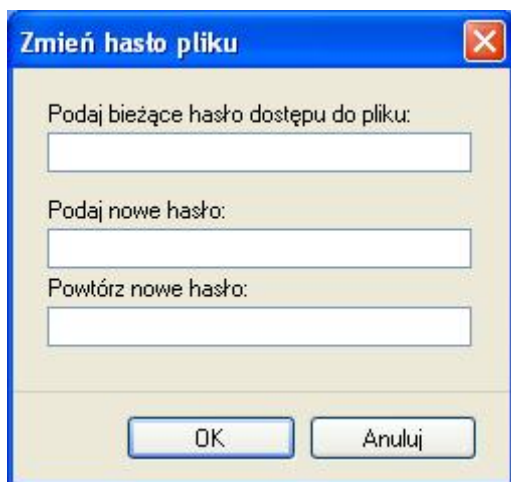 Zmień hasło pliku
Podaj bieżące hasło dostępu do pliku:
Podaj nowe hasło:
Powtórz nowe hasło:
OK Anuluj